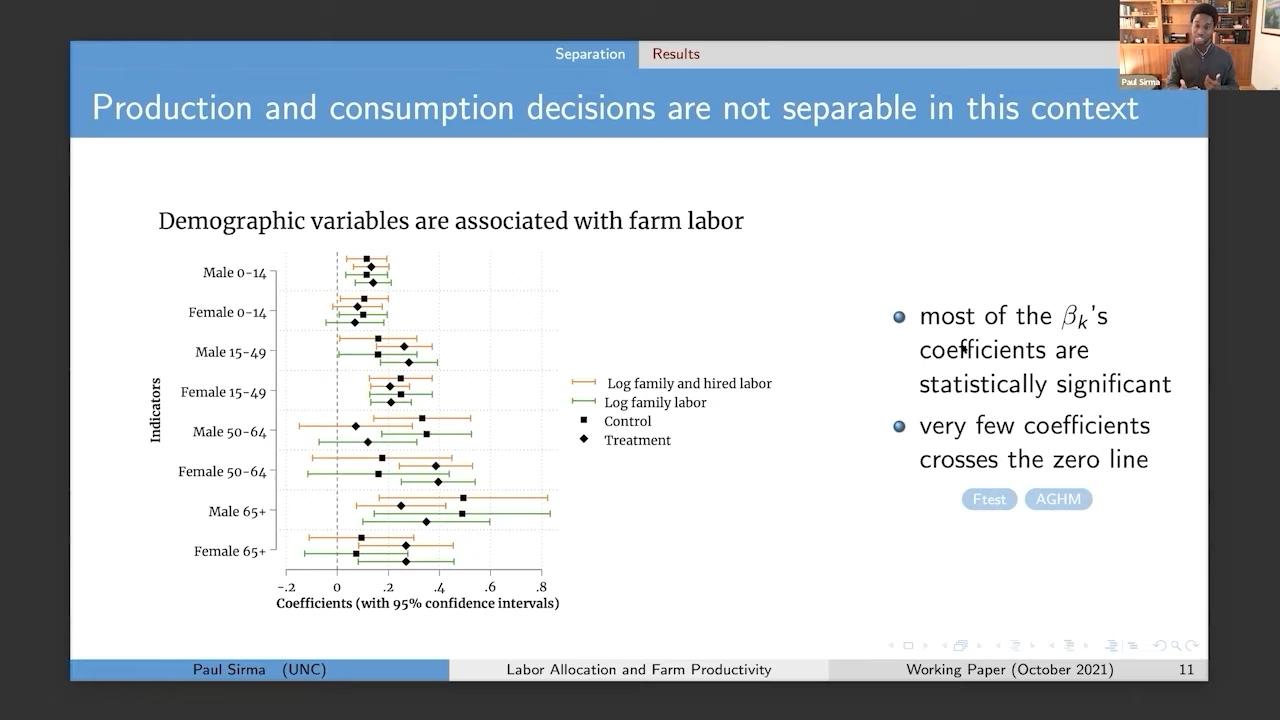 Separation Results
Paul Sirma
Production and consumption decisions are not separable in this context
Demographic variables are associated with farm labor
Indicators
Male 0-14
Female 0-14
Male 15-49
Female 15-49
Male 50-64
Female 50-64
Male 65+
Female 65+
-.2 0 .2 .4 .6 .8
Coefficients (with 95% confidence intervals)
Log family and hired labor
Log family labor
Control
Treatment
most of the βk's
coefficients are
statistically significant
very few coefficients
crosses the zero line
Ftest AGHM
Paul Sirma (UNC) Labor Allocation and Farm Productivity Working Paper (October 2021) 11